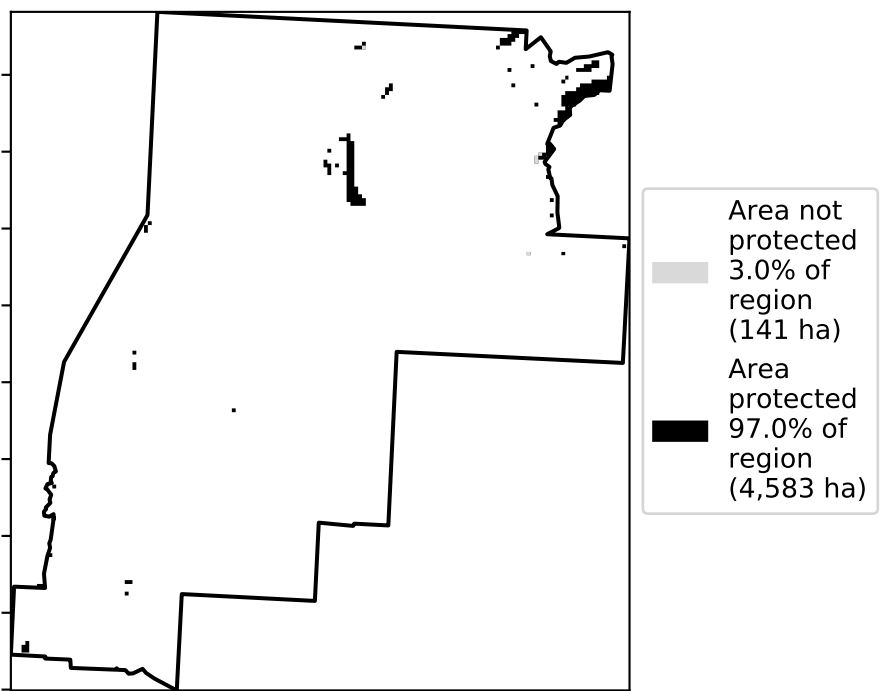 Area not
protected
3.0% of
region
(141 ha)
Area
protected
97.0% of
region
(4,583 ha)